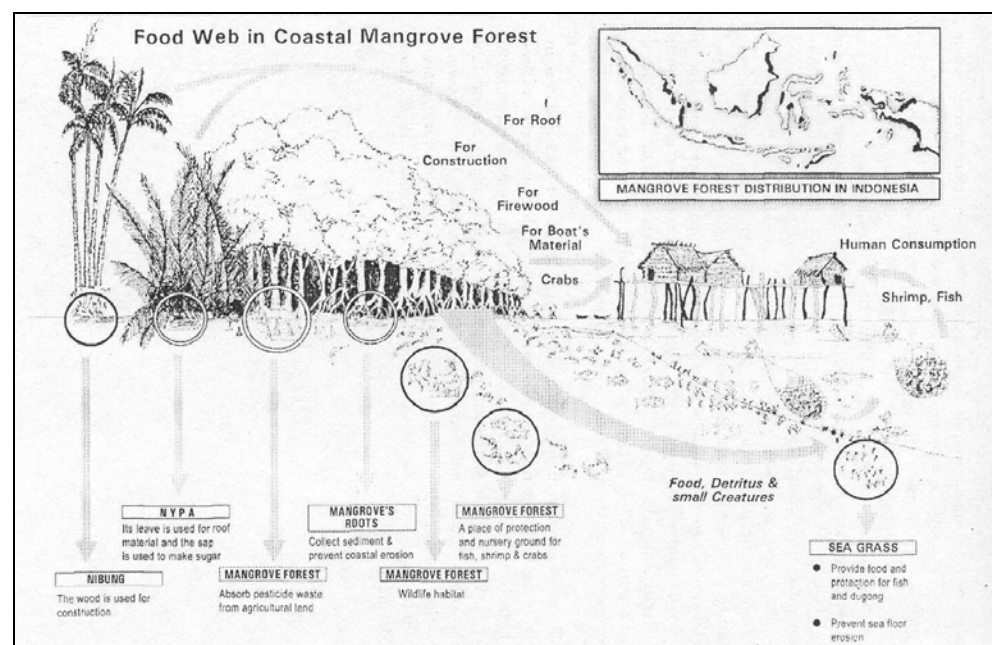 Food Web in Coastal Mangrove Forest
For Roof
For
Construction
For
Firewood
For Boat's
Material
Crabs
MANGROVE FOREST DISTRIBUTION IN INDONESIA
Human Consumption
Shrimp, Fish
Food, Detritus &
small Creatures
NYPA
Its leave is used for roof
material and the sap
is used to make sugar
MANGROVE'S
ROOTS
Collect sediment &
prevent coastal erosion
MANGROVE FOREST
A place of protection
and nursery ground for
fish, shrimp & crabs
NIBUNG
The wood is used for
construction.
MANGROVE FOREST
Absorb pesticide waste
from agricultural land
MANGROVE FOREST
Wildlife habitat
SEA GRASS
● Provide food and
protection for fish
and dugong
● Prevent sea floor
erosion